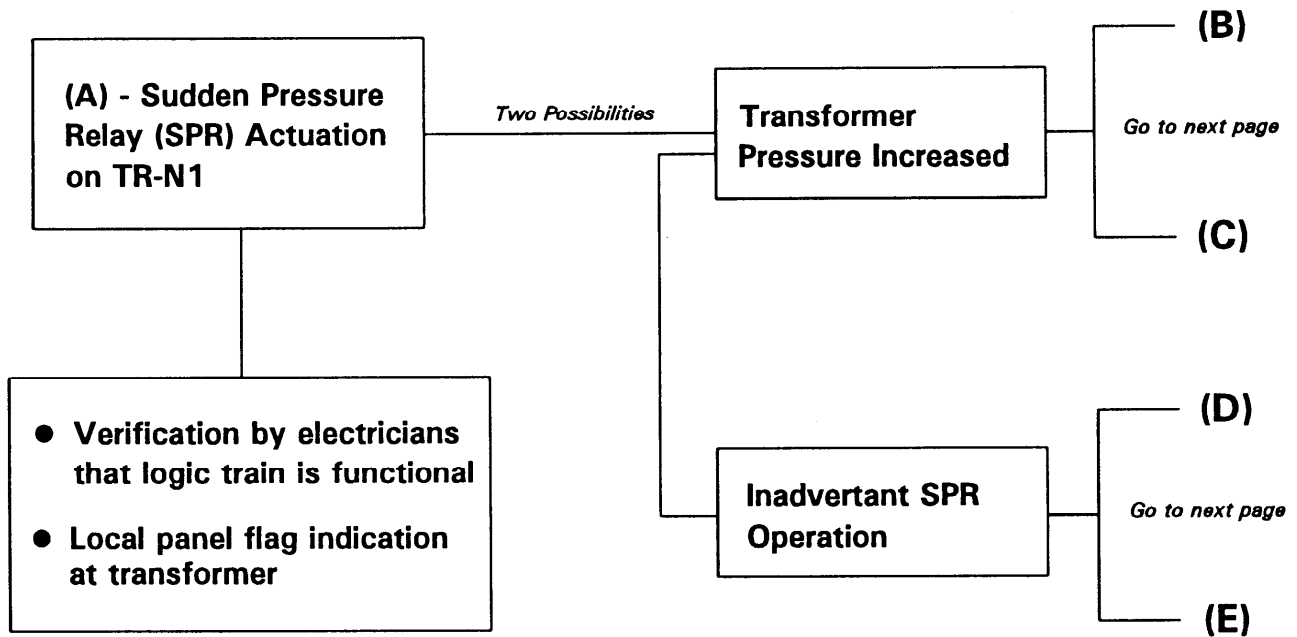 (A) - Sudden Pressure
Relay (SPR) Actuation
on TR-N1
Two Possibilities
Transformer
Pressure Increased
(B)
Go to next page
(C)
● Verification by electricians
that logic train is functional
● Local panel flag indication
at transformer
Inadvertant SPR
Operation
(D)
Go to next page
(E)